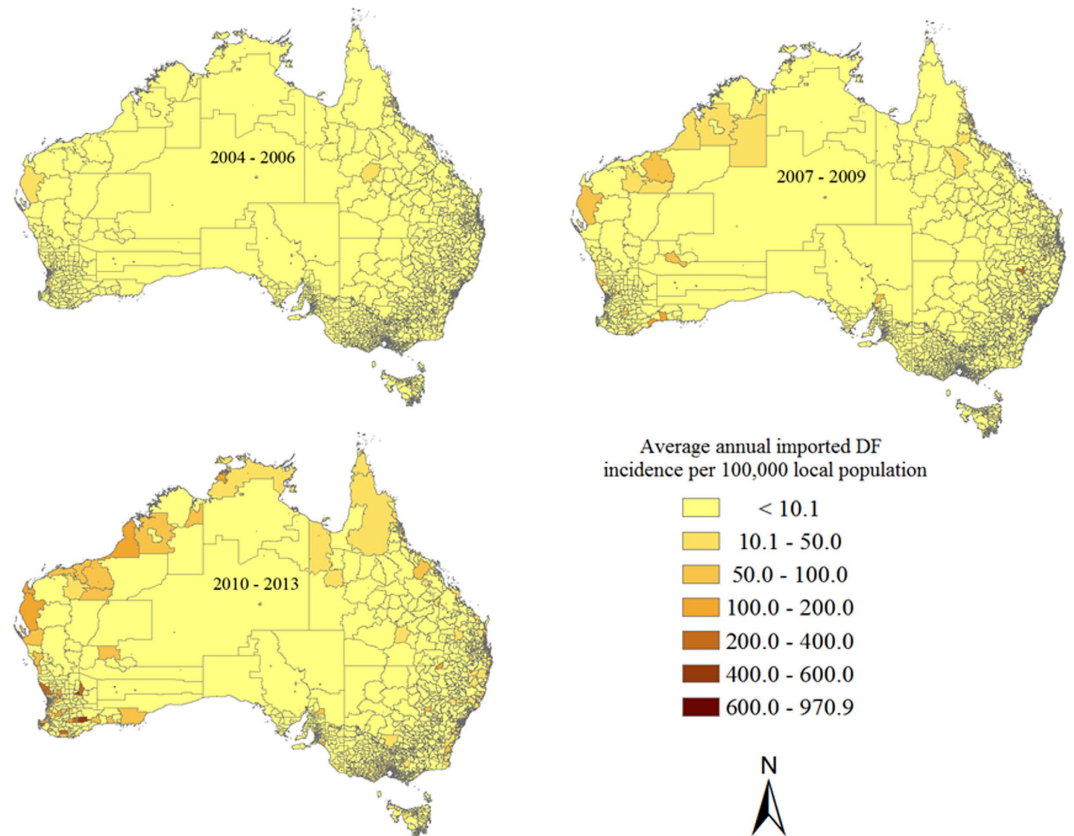 2004 - 2006
2007 - 2009
2010 - 2013
Average annual imported DF
incidence per 100,000 local population
< 10.1
10.1 - 50.0
50.0 - 100.0
100.0 - 200.0
200.0 - 400.0
400.0 - 600.0
600.0 - 970.9
N